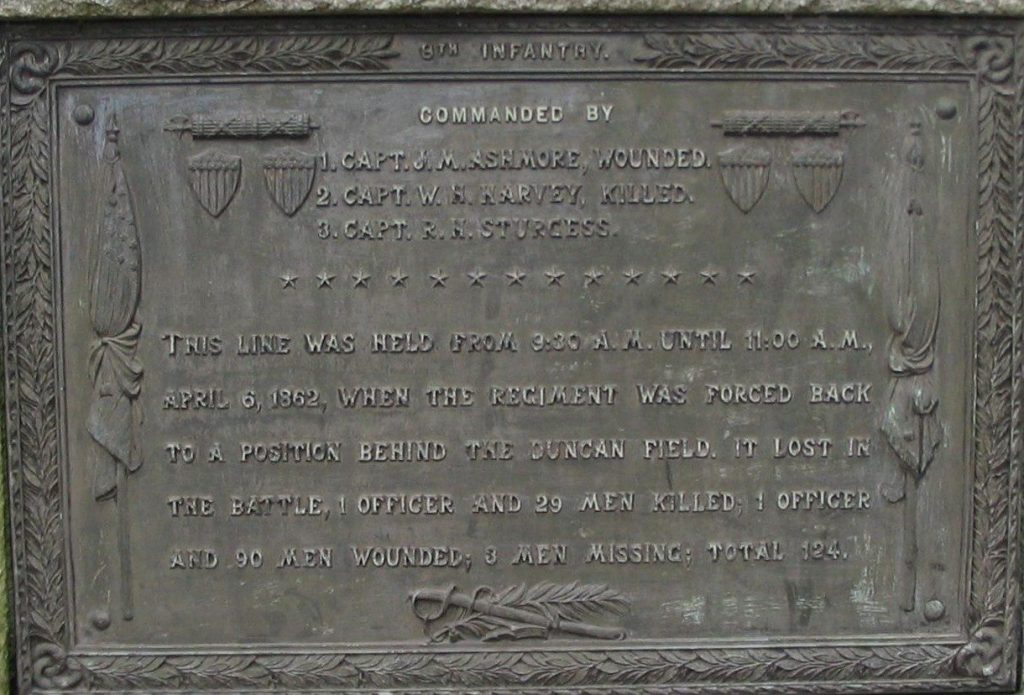 8TH INFANTRY.
COMMANDED BY
1. CAPT. J. M. ASHMORE, WOUNDED.
2. CAPT. W. H. HARVEY, KILLED.
3. CAPT. R. H. STURGESS.
THIS LINE WAS HELD FROM 9:30 A.M. UNTIL 11:00 A.M.,
APRIL 6, 1862, WHEN THE REGIMENT WAS FORCED BACK
TO A POSITION BEHIND THE DUNCAN FIELD. IT LOST IN
THE BATTLE, 1 OFFICER AND 29 MEN KILLED; 1 OFFICER
AND 90 MEN WOUNDED; 3 MEN MISSING; TOTAL 124.